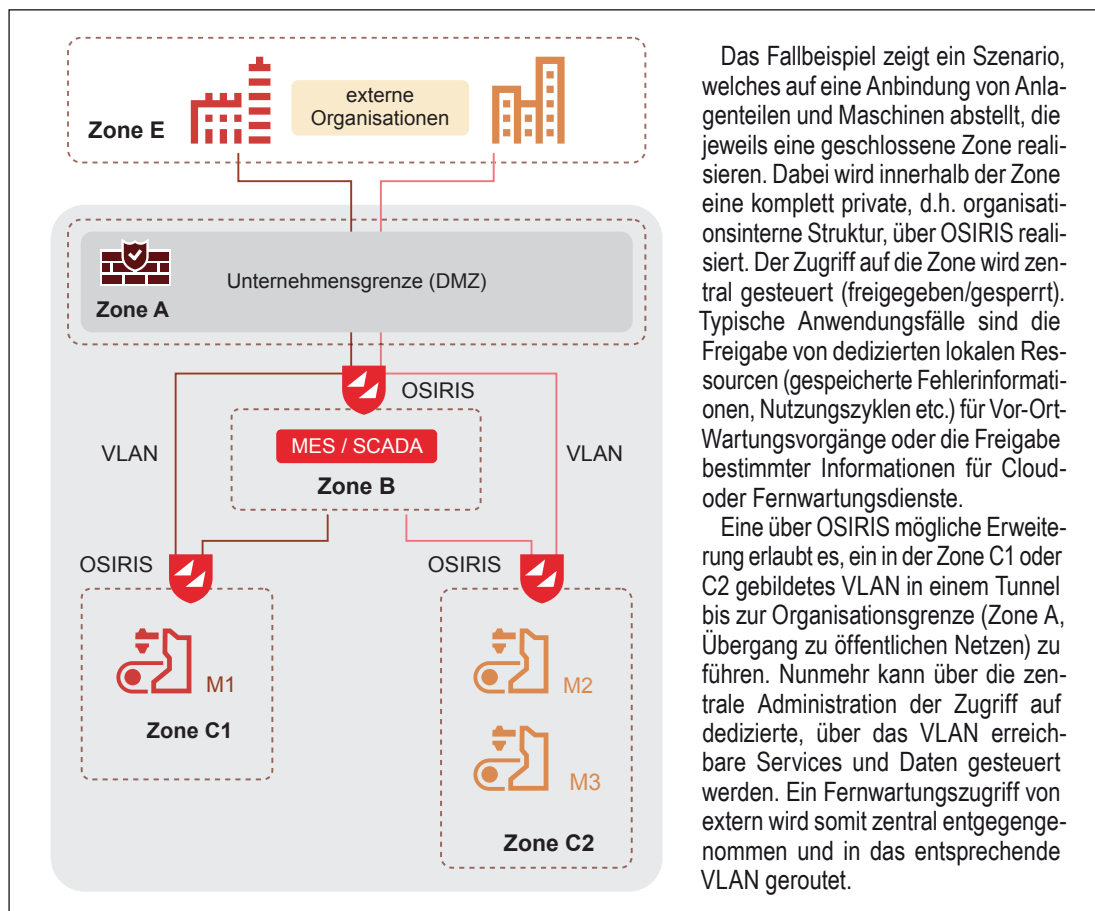 externe
Organisationen
Zone E
Unternehmensgrenze (DMZ)
Zone A
OSIRIS
VLAN
MES / SCADA
VLAN
Zone B
OSIRIS
OSIRIS
M1
M2
Zone C1
M3
Zone C2
Das Fallbeispiel zeigt ein Szenario,
welches auf eine Anbindung von Anla-
genteilen und Maschinen abstellt, die
jeweils eine geschlossene Zone reali-
sieren. Dabei wird innerhalb der Zone
eine komplett private, d.h. organisati-
onsinterne Struktur, über OSIRIS reali-
siert. Der Zugriff auf die Zone wird zen-
tral gesteuert (freigegeben/gesperrt).
Typische Anwendungsfälle sind die
Freigabe von dedizierten lokalen Res-
sourcen (gespeicherte Fehlerinformati-
onen, Nutzungszyklen etc.) für Vor-Ort-
Wartungsvorgänge oder die Freigabe
bestimmter Informationen für Cloud-
oder Fernwartungsdienste.
Eine über OSIRIS mögliche Erweite-
rung erlaubt es, ein in der Zone C1 oder
C2 gebildetes VLAN in einem Tunnel
bis zur Organisationsgrenze (Zone A,
Übergang zu öffentlichen Netzen) zu
führen. Nunmehr kann über die zen-
trale Administration der Zugriff auf
dedizierte, über das VLAN erreich-
bare Services und Daten gesteuert
werden. Ein Fernwartungszugriff von
extern wird somit zentral entgegenge-
nommen und in das entsprechende
VLAN geroutet.